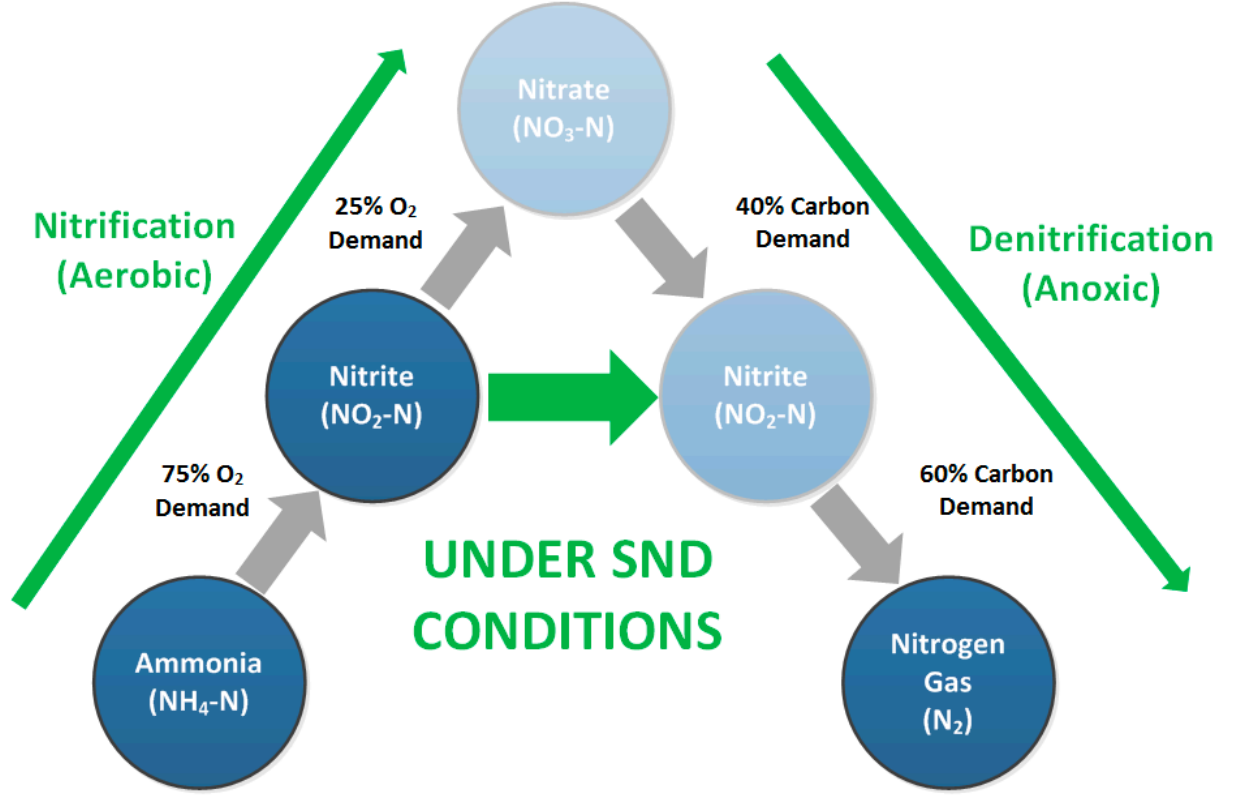 Nitrate
(NO₃-N)
25% O₂
Demand
40% Carbon
Demand
Nitrification
(Aerobic)
Denitrification
(Anoxic)
Nitrite
(NO₂-N)
Nitrite
(NO₂-N)
75% O₂
Demand
60% Carbon
Demand
UNDER SND
CONDITIONS
Ammonia
(NH₄-N)
Nitrogen
Gas
(N₂)